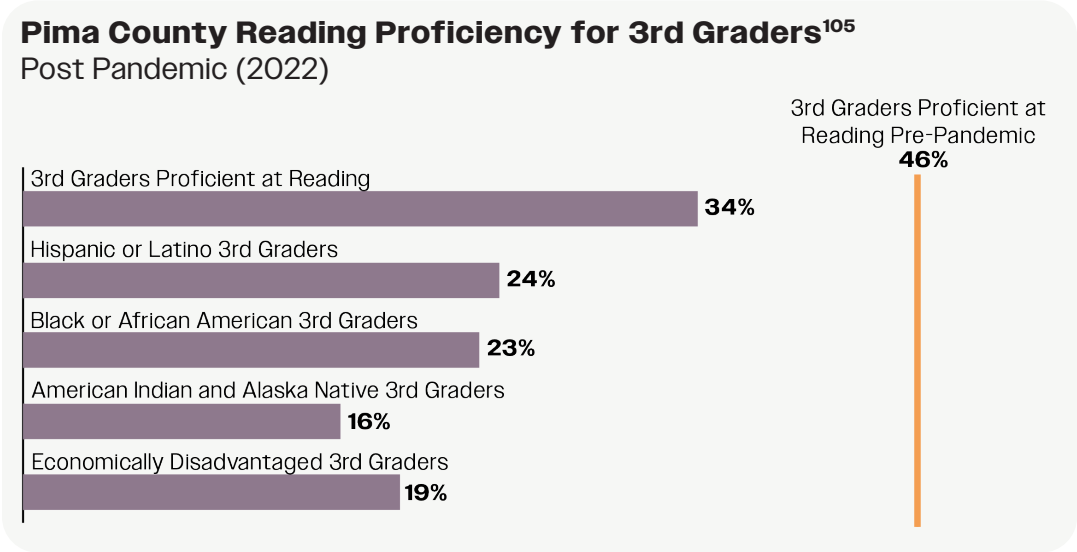 Pima County Reading Proficiency for 3rd Graders¹⁰⁵
Post Pandemic (2022)
3rd Graders Proficient at
Reading Pre-Pandemic
46%
3rd Graders Proficient at Reading
34%
Hispanic or Latino 3rd Graders
24%
Black or African American 3rd Graders
23%
American Indian and Alaska Native 3rd Graders
16%
Economically Disadvantaged 3rd Graders
19%